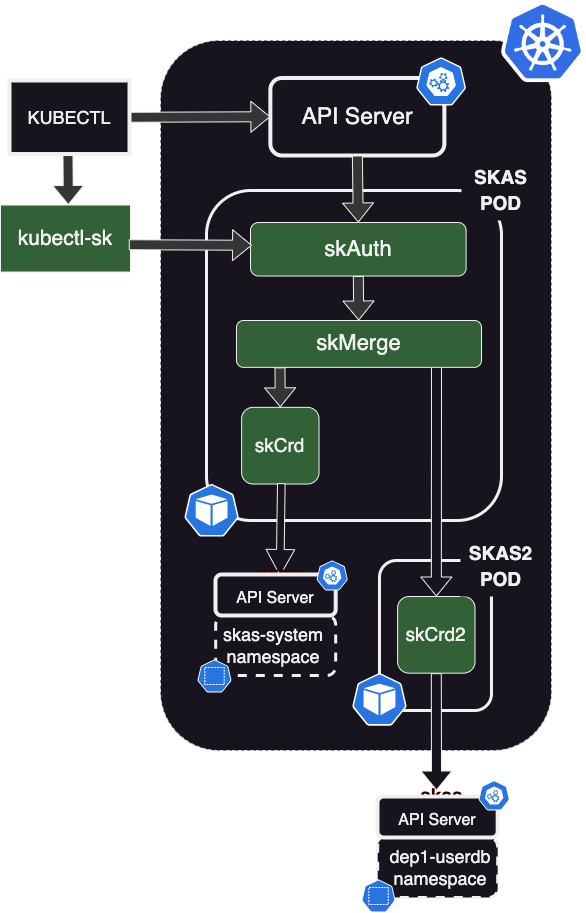 KUBECTL
API Server
SKAS
POD
kubectl-sk
skAuth
skMerge
skCrd
SKAS2
POD
API Server
skas-system
namespace
skCrd2
API Server
dep1-userdb
namespace